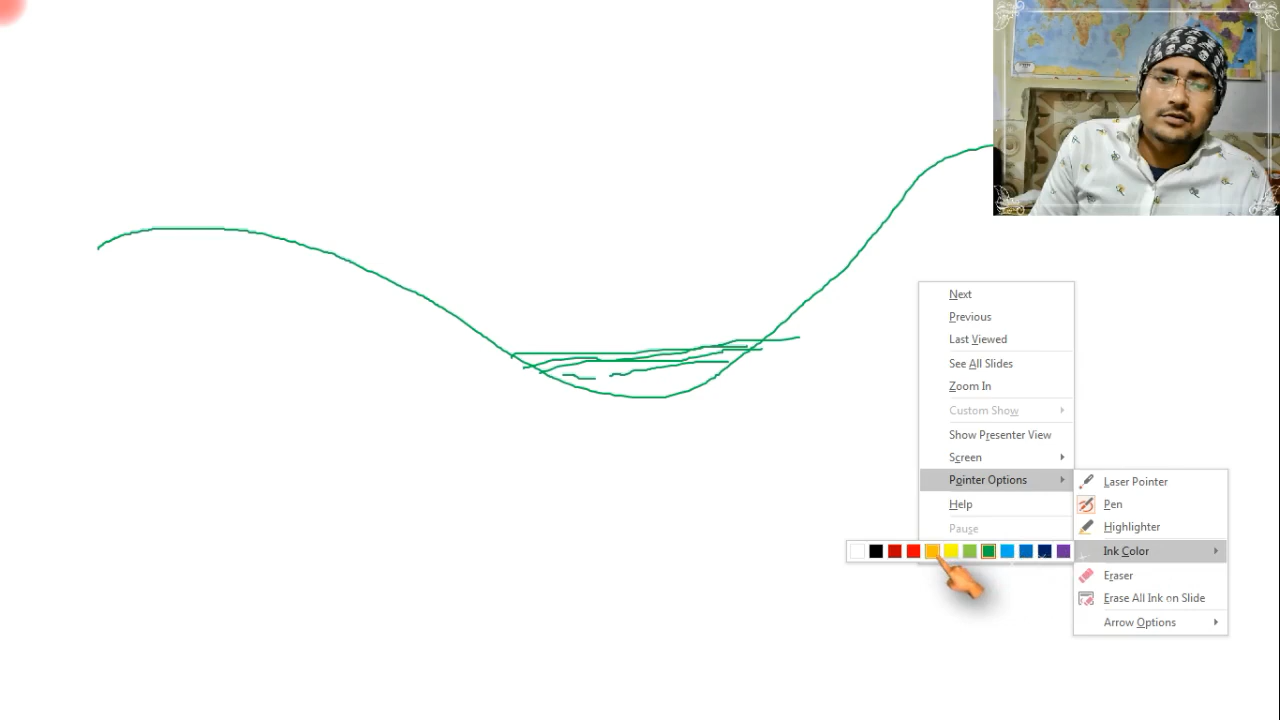 Next
Previous
Last Viewed
See All Slides
Zoom In
Custom Show
Show Presenter View
Screen
Pointer Options
Help
Pause
Laser Pointer
Pen
Highlighter
Ink Color
Eraser
Erase All Ink on Slide
Arrow Options